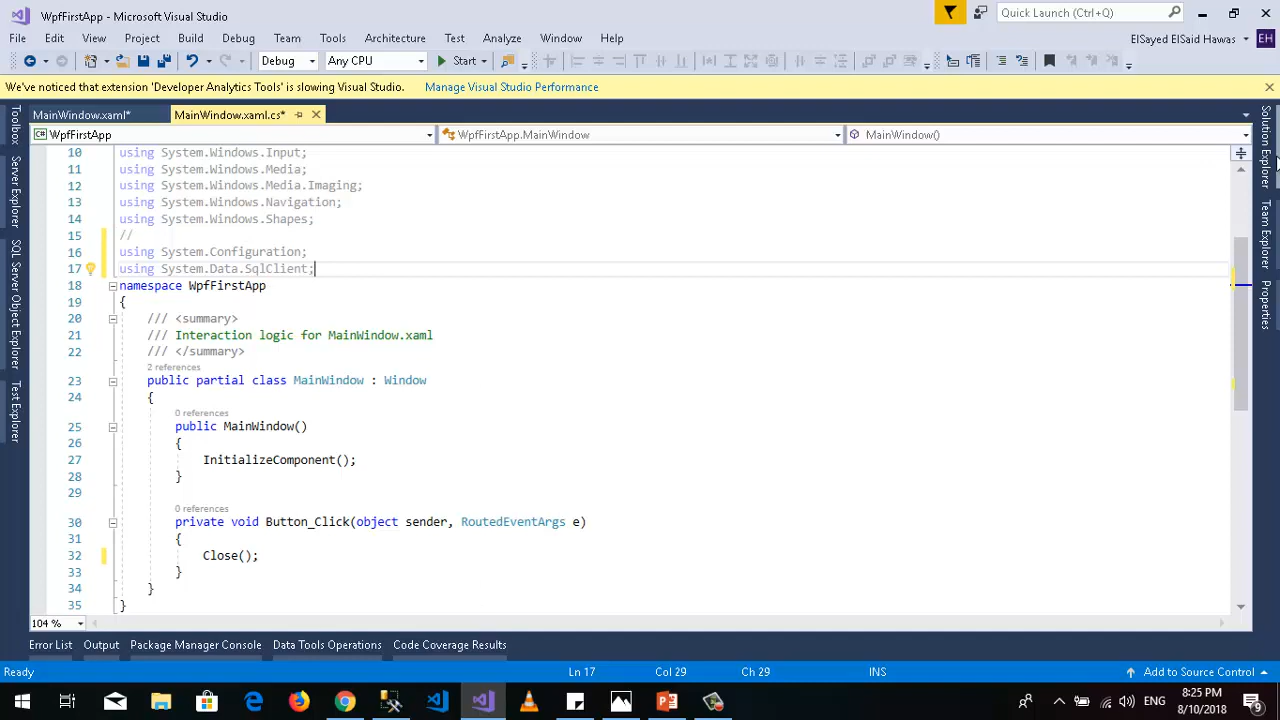 WpfFirstApp - Microsoft Visual Studio
Quick Launch (Ctrl+Q)
File Edit View Project Build Debug Team Tools Architecture Test Analyze Window Help
ElSayed ElSaid Hawas EH
Debug Any CPU Start
We've noticed that extension 'Developer Analytics Tools' is slowing Visual Studio. Manage Visual Studio Performance
MainWindow.xaml* MainWindow.xaml.cs*
WpfFirstApp WpfFirstApp.MainWindow MainWindow()
Toolbox
Server Explorer
SQL Server Object Explorer
Test Explorer
10 using System.Windows.Input;
11 using System.Windows.Media;
12 using System.Windows.Media.Imaging;
13 using System.Windows.Navigation;
14 using System.Windows.Shapes;
15 //
16 using System.Configuration;
17 using System.Data.SqlClient;
18 namespace WpfFirstApp
19 {
20 /// <summary>
21 /// Interaction logic for MainWindow.xaml
22 /// </summary>
2 references
23 public partial class MainWindow : Window
24 {
0 references
25 public MainWindow()
26 {
27 InitializeComponent();
28 }
29
0 references
30 private void Button_Click(object sender, RoutedEventArgs e)
31 {
32 Close();
33 }
34 }
35 }
Solution Explorer
Team Explorer
Properties
104 %
Error List Output Package Manager Console Data Tools Operations Code Coverage Results
Ready Ln 17 Col 29 Ch 29 INS Add to Source Control
ENG 8:25 PM
8/10/2018 9